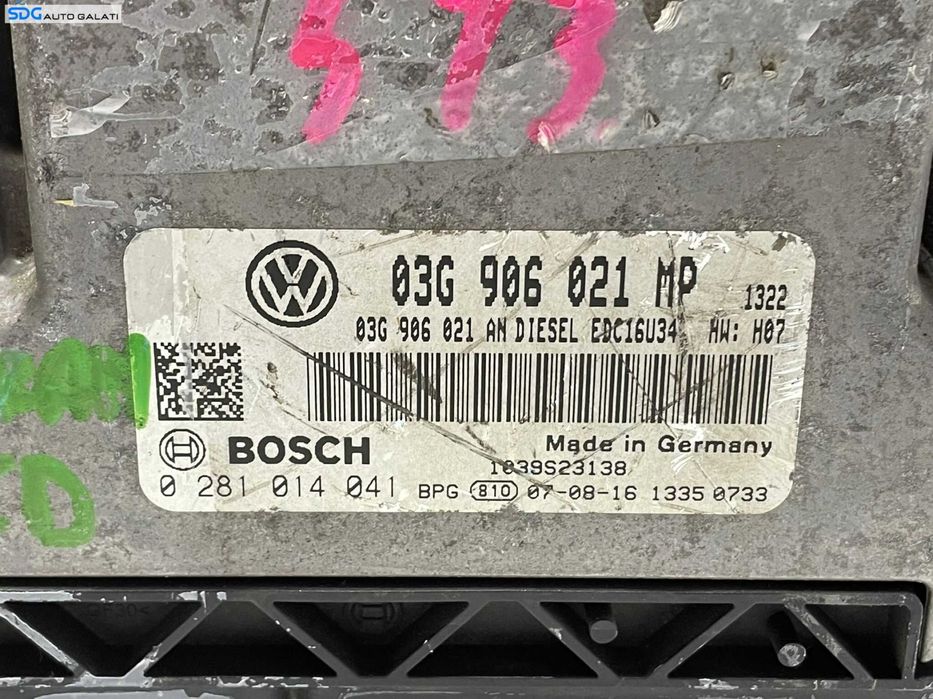 SDG AUTO GALATI
03G 906 021 MP 1322
03G 906 021 AN DIESEL EDC16U34 HW: H07
BOSCH Made in Germany
1039S23138
0 281 014 041 BPG 810 07-08-16 1335 0733